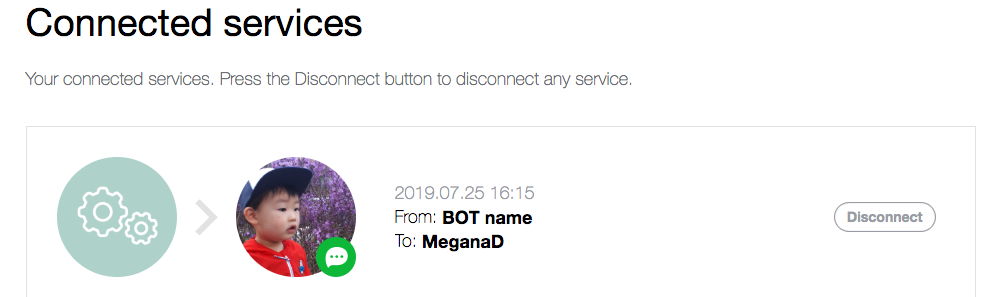 Connected services
Your connected services. Press the Disconnect button to disconnect any service.
2019.07.25 16:15
From: BOT name
To: MeganaD
Disconnect